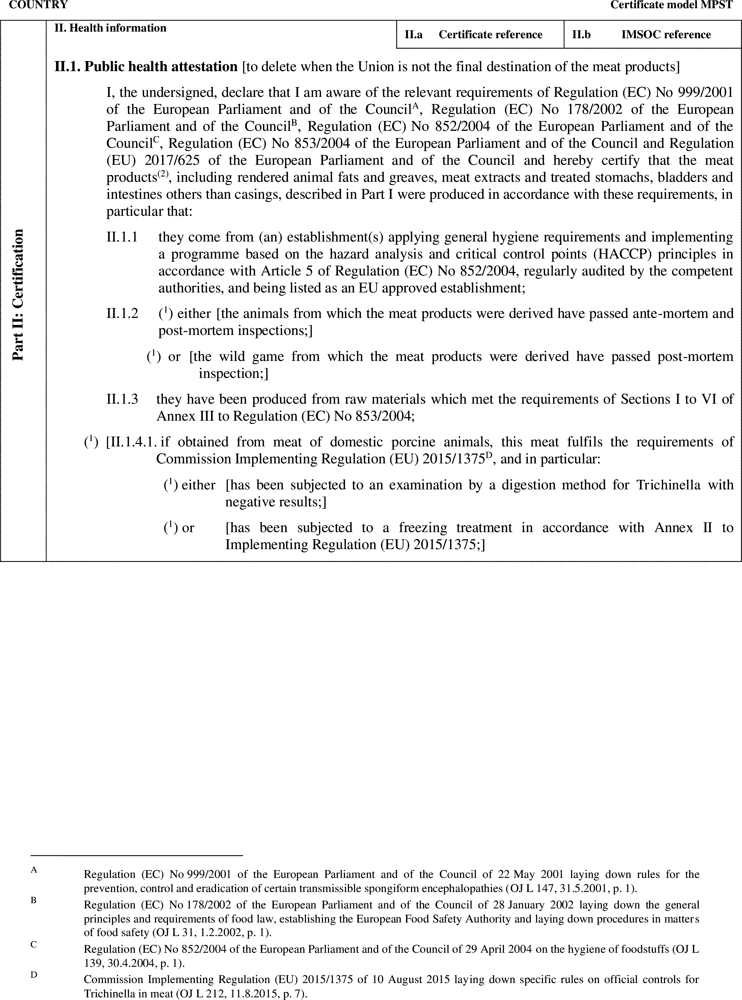 COUNTRY Certificate model MPST
II. Health information
II.a Certificate reference II.b IMSOC reference
Part II: Certification
II.1. Public health attestation [to delete when the Union is not the final destination of the meat products]
I, the undersigned, declare that I am aware of the relevant requirements of Regulation (EC) No 999/2001
of the European Parliament and of the Council^A, Regulation (EC) No 178/2002 of the European
Parliament and of the Council^B, Regulation (EC) No 852/2004 of the European Parliament and of the
Council^C, Regulation (EC) No 853/2004 of the European Parliament and of the Council and Regulation
(EU) 2017/625 of the European Parliament and of the Council and hereby certify that the meat
products(2), including rendered animal fats and greaves, meat extracts and treated stomachs, bladders and
intestines others than casings, described in Part I were produced in accordance with these requirements, in
particular that:
II.1.1 they come from (an) establishment(s) applying general hygiene requirements and implementing
a programme based on the hazard analysis and critical control points (HACCP) principles in
accordance with Article 5 of Regulation (EC) No 852/2004, regularly audited by the competent
authorities, and being listed as an EU approved establishment;
II.1.2 (1) either [the animals from which the meat products were derived have passed ante-mortem and
post-mortem inspections;]
(1) or [the wild game from which the meat products were derived have passed post-mortem
inspection;]
II.1.3 they have been produced from raw materials which met the requirements of Sections I to VI of
Annex III to Regulation (EC) No 853/2004;
(1) [II.1.4.1. if obtained from meat of domestic porcine animals, this meat fulfils the requirements of
Commission Implementing Regulation (EU) 2015/1375^D, and in particular:
(1) either [has been subjected to an examination by a digestion method for Trichinella with
negative results;]
(1) or [has been subjected to a freezing treatment in accordance with Annex II to
Implementing Regulation (EU) 2015/1375;]
A Regulation (EC) No 999/2001 of the European Parliament and of the Council of 22 May 2001 laying down rules for the
prevention, control and eradication of certain transmissible spongiform encephalopathies (OJ L 147, 31.5.2001, p. 1).
B Regulation (EC) No 178/2002 of the European Parliament and of the Council of 28 January 2002 laying down the general
principles and requirements of food law, establishing the European Food Safety Authority and laying down procedures in matters
of food safety (OJ L 31, 1.2.2002, p. 1).
C Regulation (EC) No 852/2004 of the European Parliament and of the Council of 29 April 2004 on the hygiene of foodstuffs (OJ L
139, 30.4.2004, p. 1).
D Commission Implementing Regulation (EU) 2015/1375 of 10 August 2015 laying down specific rules on official controls for
Trichinella in meat (OJ L 212, 11.8.2015, p. 7).